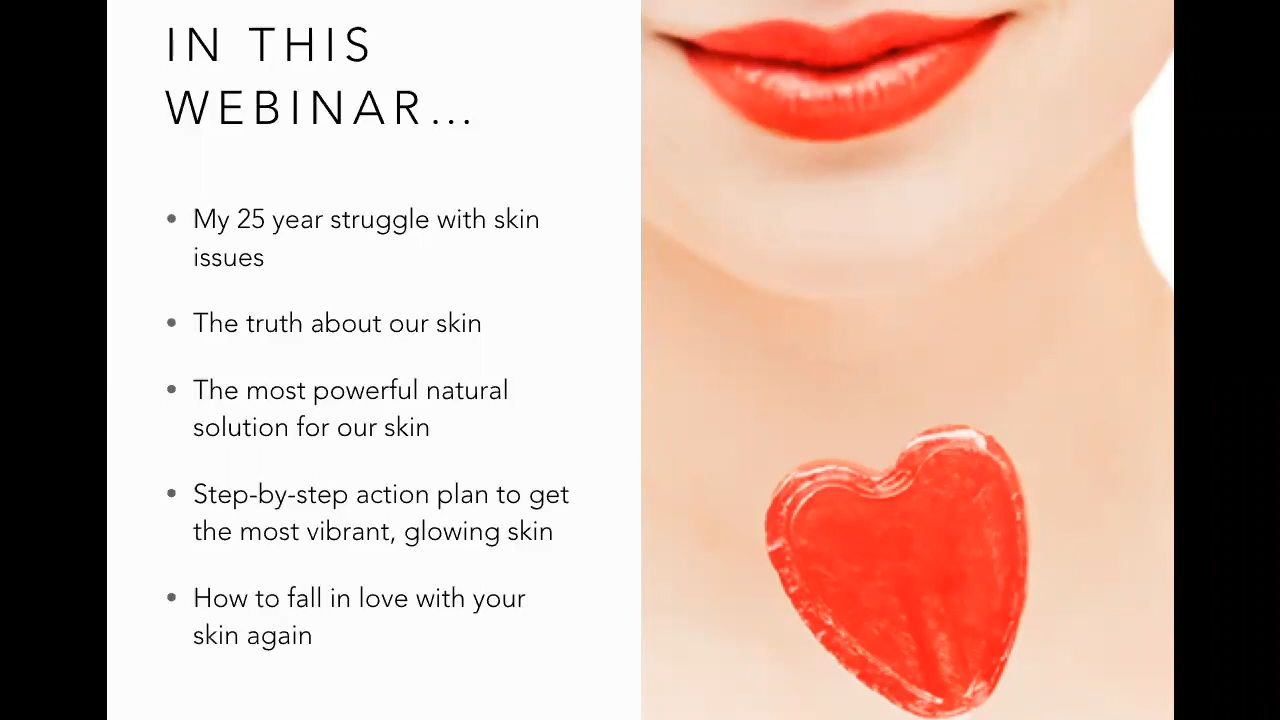 IN THIS
WEBINAR...
• My 25 year struggle with skin
issues
• The truth about our skin
• The most powerful natural
solution for our skin
• Step-by-step action plan to get
the most vibrant, glowing skin
• How to fall in love with your
skin again